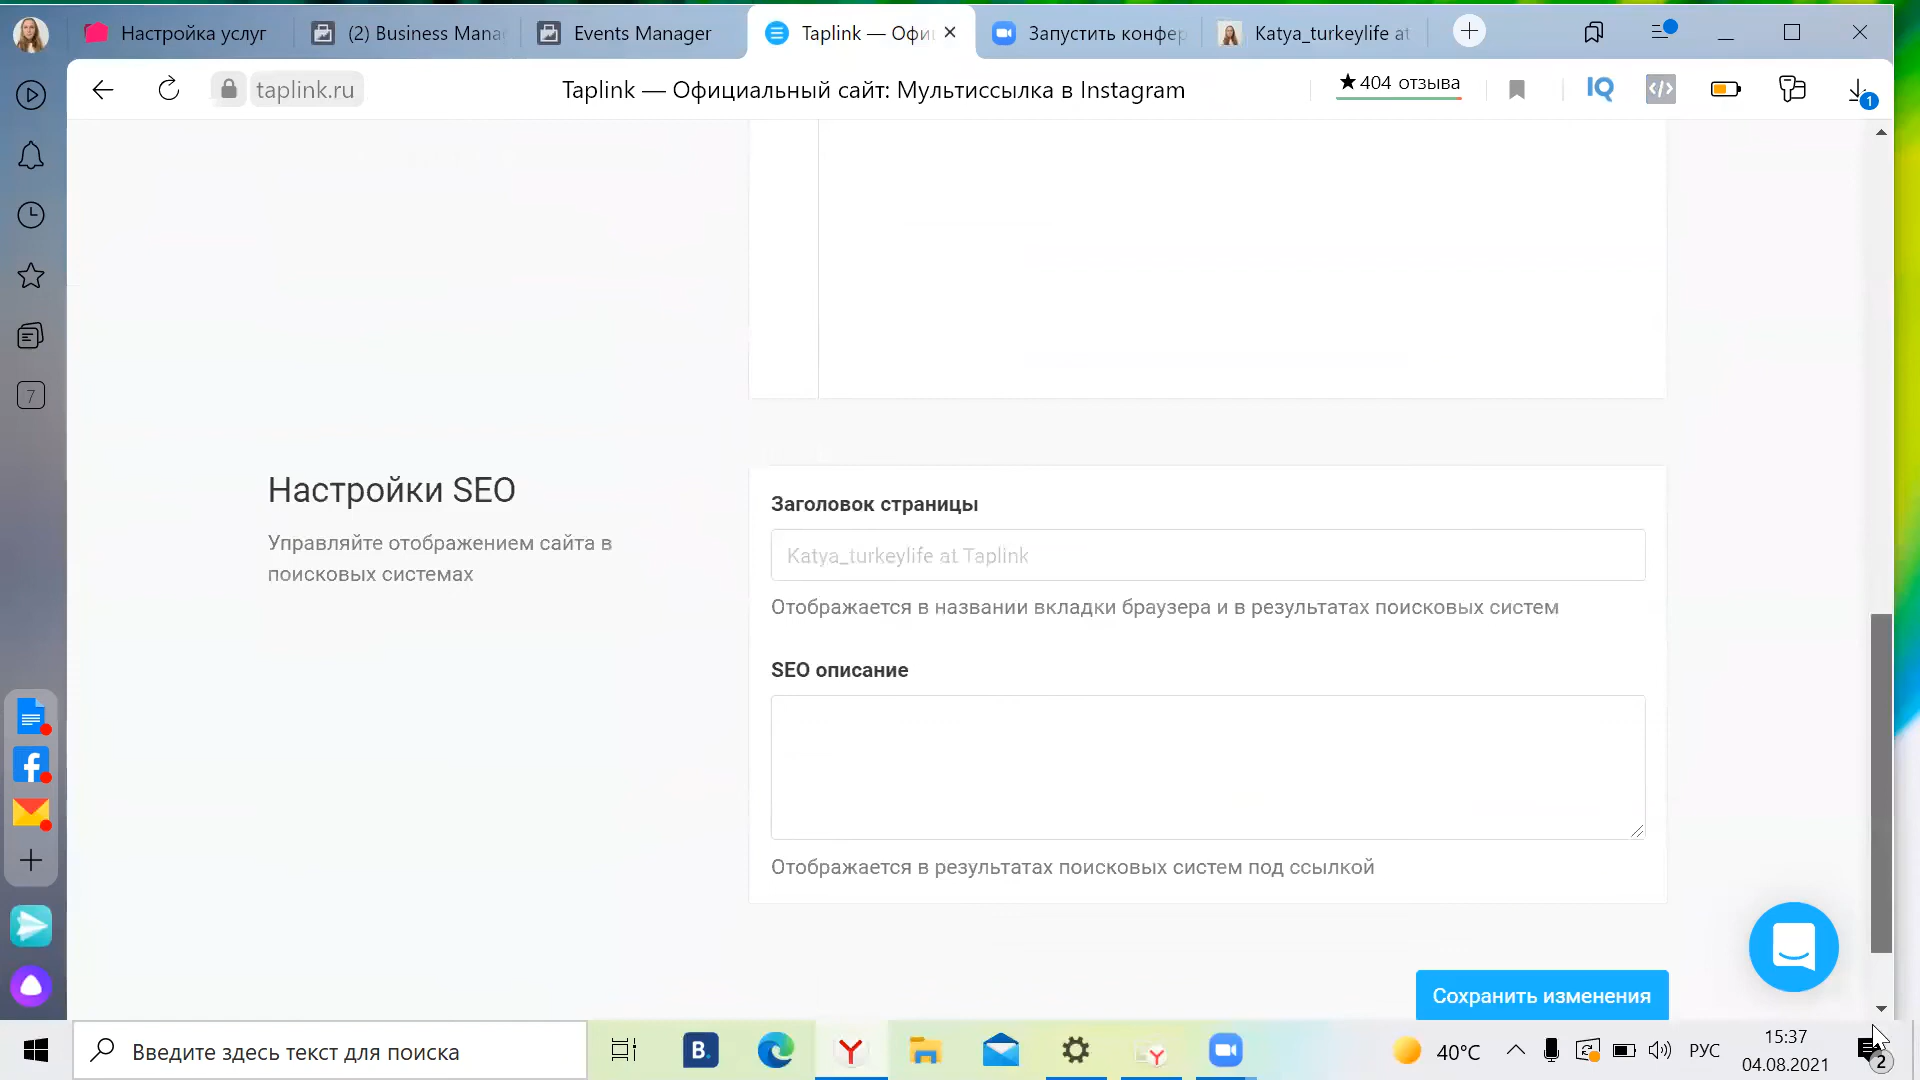 Настройка услуг
(2) Business Mana
Events Manager
Taplink — Офи
Запустить конфер
Katya_turkeylife at
taplink.ru
Taplink — Официальный сайт: Мультиссылка в Instagram
★404 отзыва
IQ
</>
1
7
Настройки SEO
Управляйте отображением сайта в
поисковых системах
Заголовок страницы
Katya_turkeylife at Taplink
Отображается в названии вкладки браузера и в результатах поисковых систем
SEO описание
Отображается в результатах поисковых систем под ссылкой
Сохранить изменения
Введите здесь текст для поиска
B.
40°C
РУС
15:37
04.08.2021
2